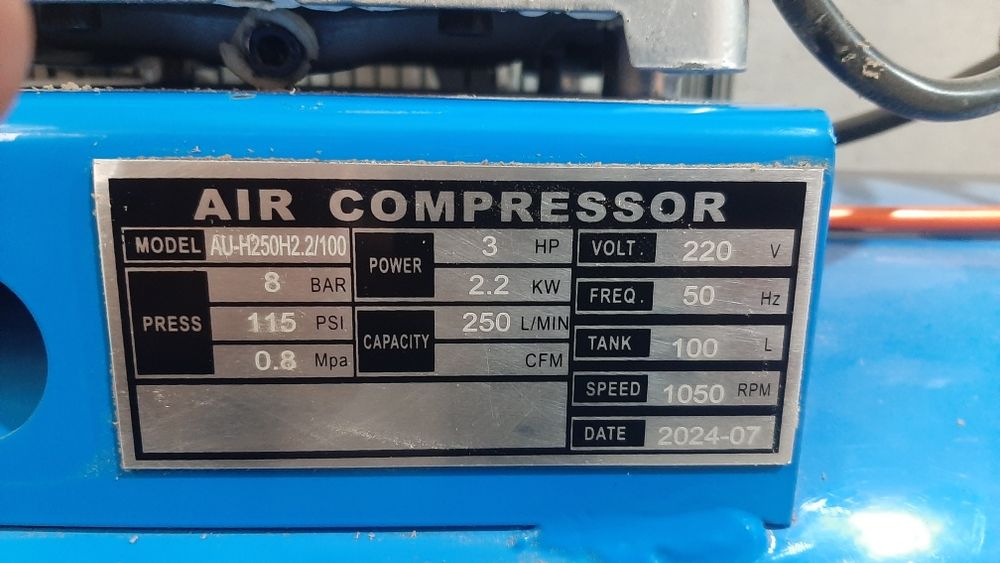 AIR COMPRESSOR
MODEL AU-H250H2.2/100
PRESS
8 BAR
115 PSI
0.8 Mpa
POWER
3 HP
2.2 KW
CAPACITY
250 L/MIN
CFM
VOLT. 220 V
FREQ. 50 Hz
TANK 100 L
SPEED 1050 RPM
DATE 2024-07